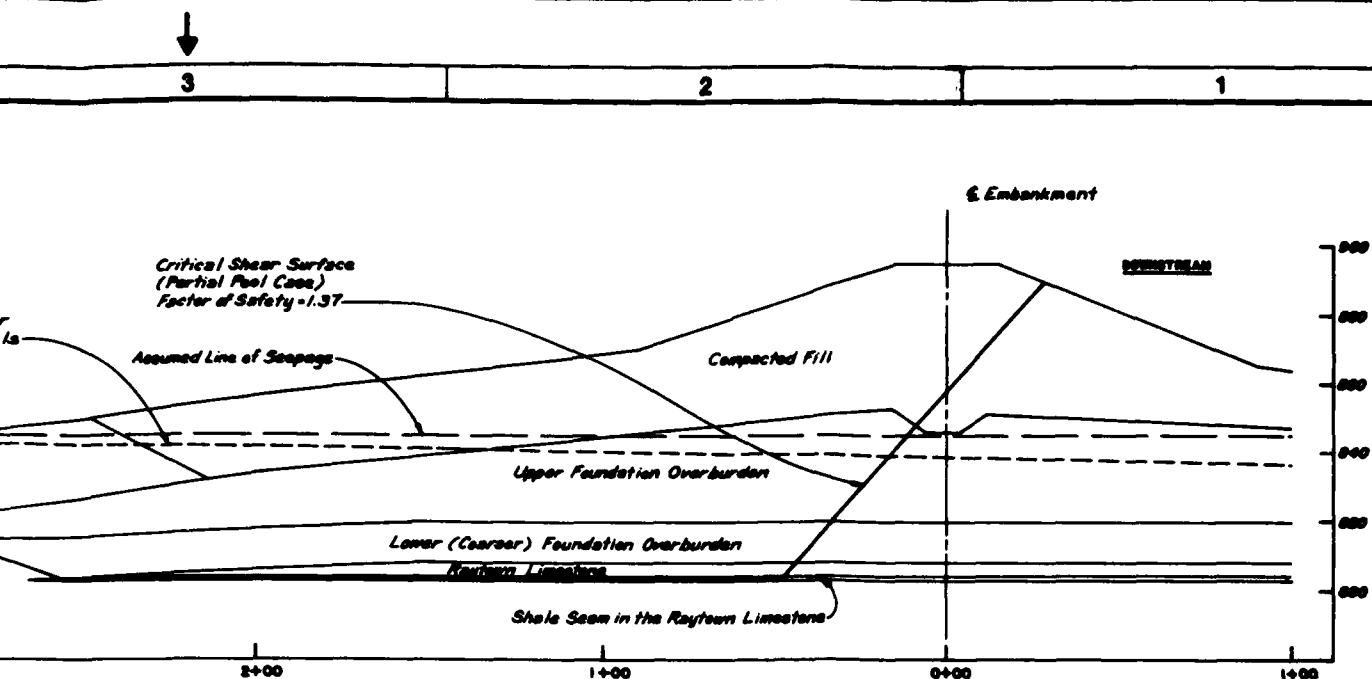 3 2 1
℄ Embankment
Critical Shear Surface
(Partial Pool Case)
Factor of Safety = 1.37
DOWNSTREAM
Assumed Line of Seepage
Compacted Fill
940
Upper Foundation Overburden
Lower (Coarser) Foundation Overburden
Raytown Limestone
Shale Seam in the Raytown Limestone
2+00 1+00 0+00 1+00